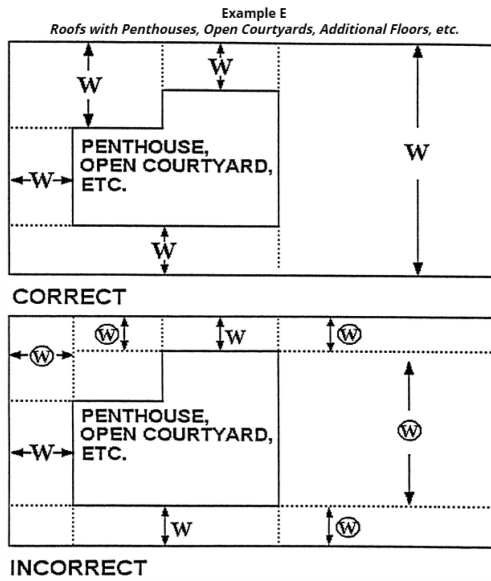 Example E
Roofs with Penthouses, Open Courtyards, Additional Floors, etc.
W
W
W
PENTHOUSE,
OPEN COURTYARD,
ETC.
W
W
CORRECT
W
W
W
W
PENTHOUSE,
OPEN COURTYARD,
ETC.
W
W
W
W
INCORRECT